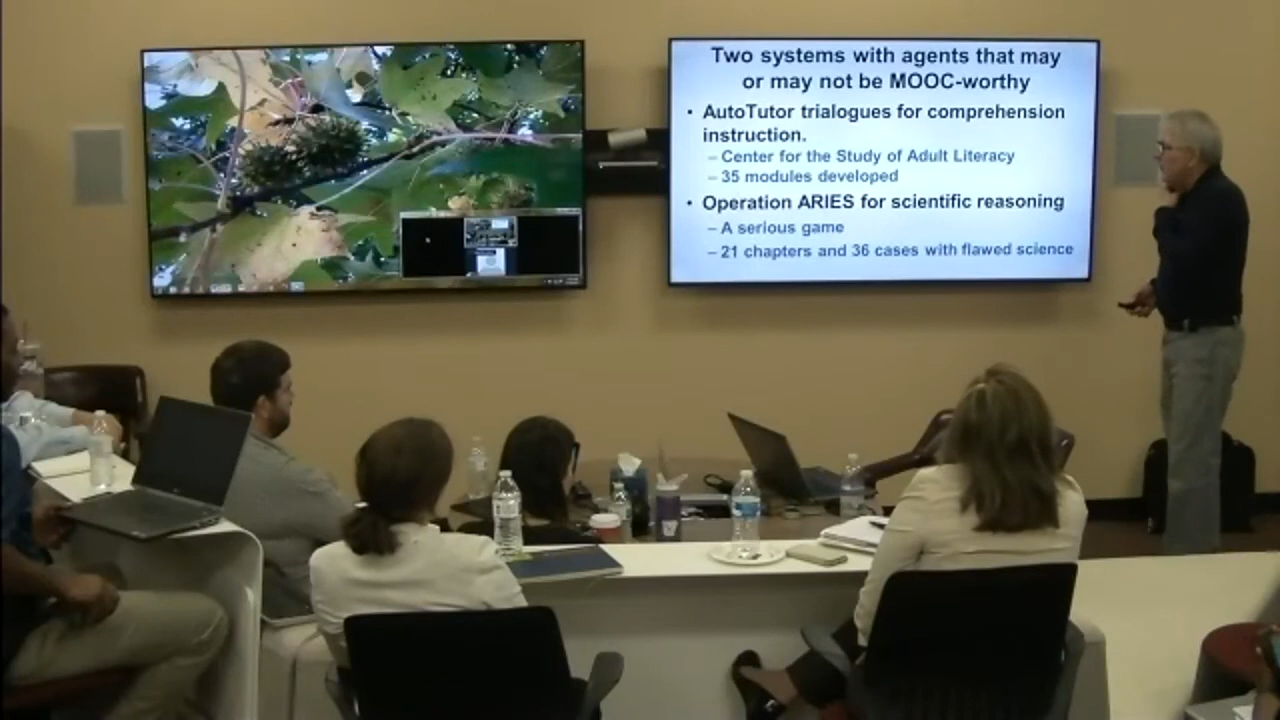 Two systems with agents that may
or may not be MOOC-worthy
• AutoTutor trialogues for comprehension
instruction.
– Center for the Study of Adult Literacy
– 35 modules developed
• Operation ARIES for scientific reasoning
– A serious game
– 21 chapters and 36 cases with flawed science